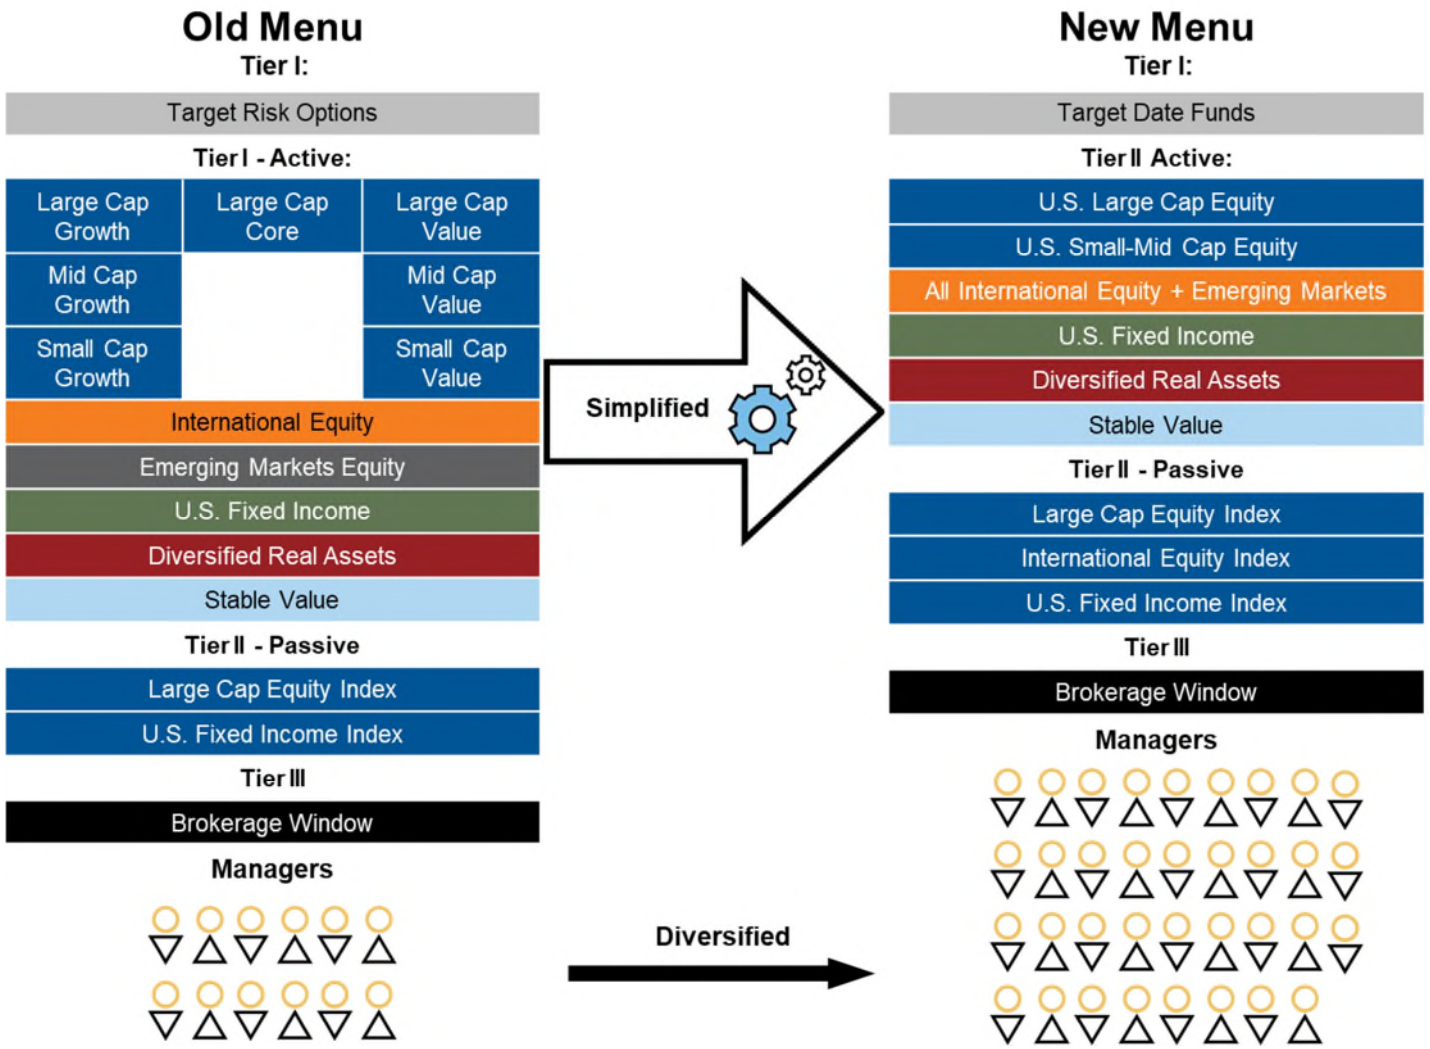 Old Menu
Tier I:
Target Risk Options
Tier I - Active:
Large Cap
Growth
Large Cap
Core
Large Cap
Value
Mid Cap
Growth
Mid Cap
Value
Small Cap
Growth
Small Cap
Value
International Equity
Emerging Markets Equity
U.S. Fixed Income
Diversified Real Assets
Stable Value
Tier II - Passive
Large Cap Equity Index
U.S. Fixed Income Index
Tier III
Brokerage Window
Managers
Simplified
Diversified
New Menu
Tier I:
Target Date Funds
Tier II Active:
U.S. Large Cap Equity
U.S. Small-Mid Cap Equity
All International Equity + Emerging Markets
U.S. Fixed Income
Diversified Real Assets
Stable Value
Tier II - Passive
Large Cap Equity Index
International Equity Index
U.S. Fixed Income Index
Tier III
Brokerage Window
Managers